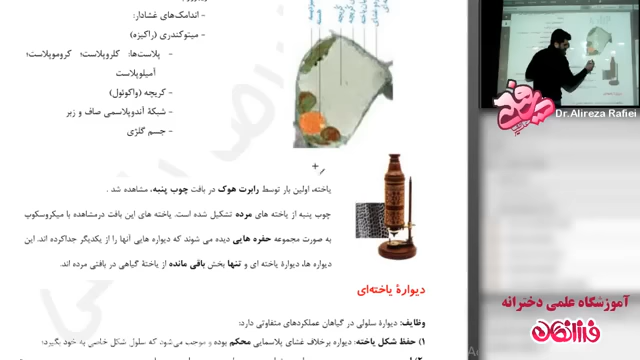 - اندامک‌های غشادار:
- میتوکندری (راکیزه)
- پلاست‌ها: کلروپلاست؛ کروموپلاست؛
آمیلوپلاست
- کریچه (واکوئول)
- شبکهٔ آندوپلاسمی صاف و زبر
- جسم گلژی
Dr.Alireza Rafiei
یاخته، اولین بار توسط رابرت هوک در بافت چوب پنبه، مشاهده شد .
چوب پنبه از یاخته های مرده تشکیل شده است. یاخته های این بافت درمشاهده با میکروسکوپ
به صورت مجموعه حفره هایی دیده می شوند که دیواره هایی آنها را از یکدیگر جداکرده اند. این
دیواره ها، دیوارهٔ یاخته ای و تنها بخش باقی مانده از یاختهٔ گیاهی در بافتی مرده اند.
دیوارهٔ یاخته‌ای
وظایف: دیوارهٔ سلولی در گیاهان عملکردهای متفاوتی دارد:
۱) حفظ شکل یاخته: دیواره برخلاف غشای پلاسمایی محکم بوده و موجب می‌شود که سلول شکل خاصی به خود بگیرد؛
آموزشگاه علمی دخترانه
فرزانگان